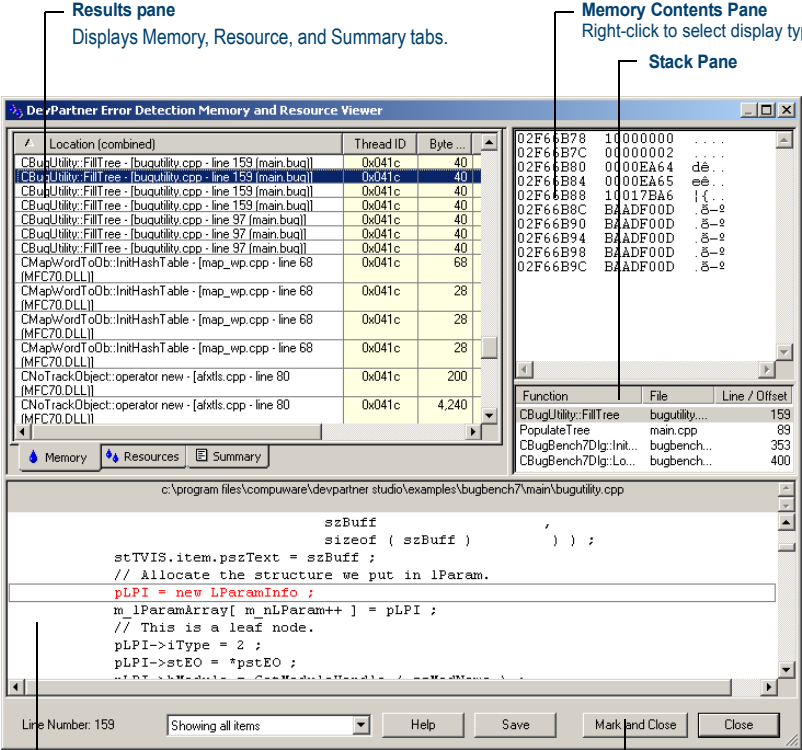 Results pane
Displays Memory, Resource, and Summary tabs.
Memory Contents Pane
Right-click to select display
Stack Pane
DevPartner Error Detection Memory and Resource Viewer
Location (combined) Thread ID Byte ...
CBugUtility::FillTree - [bugutility.cpp - line 159 (main.bug)] 0x041c 40
CBugUtility::FillTree - [bugutility.cpp - line 159 (main.bug)] 0x041c 40
CBugUtility::FillTree - [bugutility.cpp - line 159 (main.bug)] 0x041c 40
CBugUtility::FillTree - [bugutility.cpp - line 159 (main.bug)] 0x041c 40
CBugUtility::FillTree - [bugutility.cpp - line 97 (main.bug)] 0x041c 40
CBugUtility::FillTree - [bugutility.cpp - line 97 (main.bug)] 0x041c 40
CBugUtility::FillTree - [bugutility.cpp - line 97 (main.bug)] 0x041c 40
CMapWordToOb::InitHashTable - [map_wp.cpp - line 68 0x041c 68
(MFC70.DLL)]
CMapWordToOb::InitHashTable - [map_wp.cpp - line 68 0x041c 28
(MFC70.DLL)]
CMapWordToOb::InitHashTable - [map_wp.cpp - line 68 0x041c 28
(MFC70.DLL)]
CMapWordToOb::InitHashTable - [map_wp.cpp - line 68 0x041c 28
(MFC70.DLL)]
CNoTrackObject::operator new - [afxtls.cpp - line 80 0x041c 200
(MFC70.DLL)]
CNoTrackObject::operator new - [afxtls.cpp - line 80 0x041c 4,240
(MFC70.DLL)]
Memory Resources Summary
02F66B78 10000000 ....
02F66B7C 00000002 ....
02F66B80 0000EA64 dê..
02F66B84 0000EA65 eê..
02F66B88 10017BA6 ¦{..
02F66B8C BAADF00D .ð-º
02F66B90 BAADF00D .ð-º
02F66B94 BAADF00D .ð-º
02F66B98 BAADF00D .ð-º
02F66B9C BAADF00D .ð-º
Function File Line / Offset
CBugUtility::FillTree bugutility.... 159
PopulateTree main.cpp 89
CBugBench7Dlg::Init... bugbench... 353
CBugBench7Dlg::Lo... bugbench... 400
c:\program files\compuware\devpartner studio\examples\bugbench7\main\bugutility.cpp
szBuff ,
sizeof ( szBuff ) ) ) ;
stTVIS.item.pszText = szBuff ;
// Allocate the structure we put in lParam.
pLPI = new LParamInfo ;
m_lParamArray[ m_nLParam++ ] = pLPI ;
// This is a leaf node.
pLPI->iType = 2 ;
pLPI->stEO = *pstEO ;
Line Number: 159 Showing all items Help Save Mark and Close Close